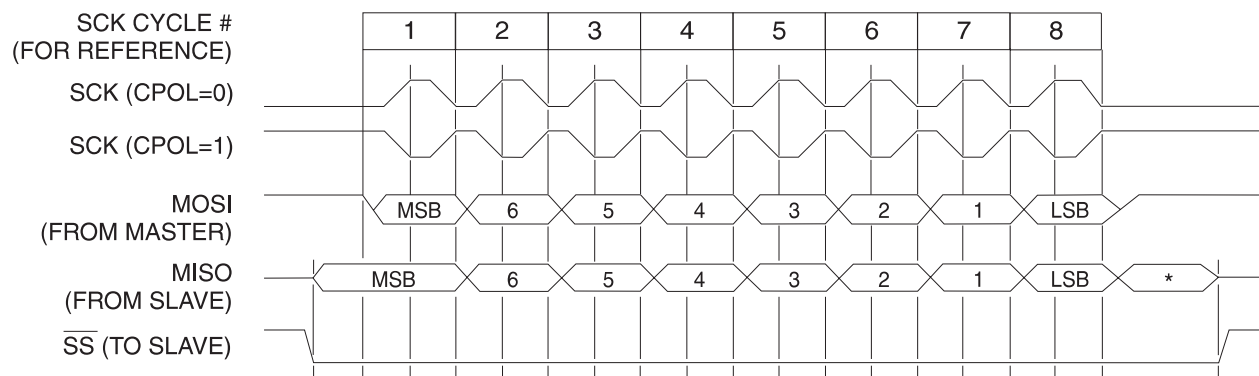 SCK CYCLE #
(FOR REFERENCE)
1 2 3 4 5 6 7 8
SCK (CPOL=0)
SCK (CPOL=1)
MOSI
(FROM MASTER)
MSB 6 5 4 3 2 1 LSB
MISO
(FROM SLAVE)
MSB 6 5 4 3 2 1 LSB *
SS (TO SLAVE)